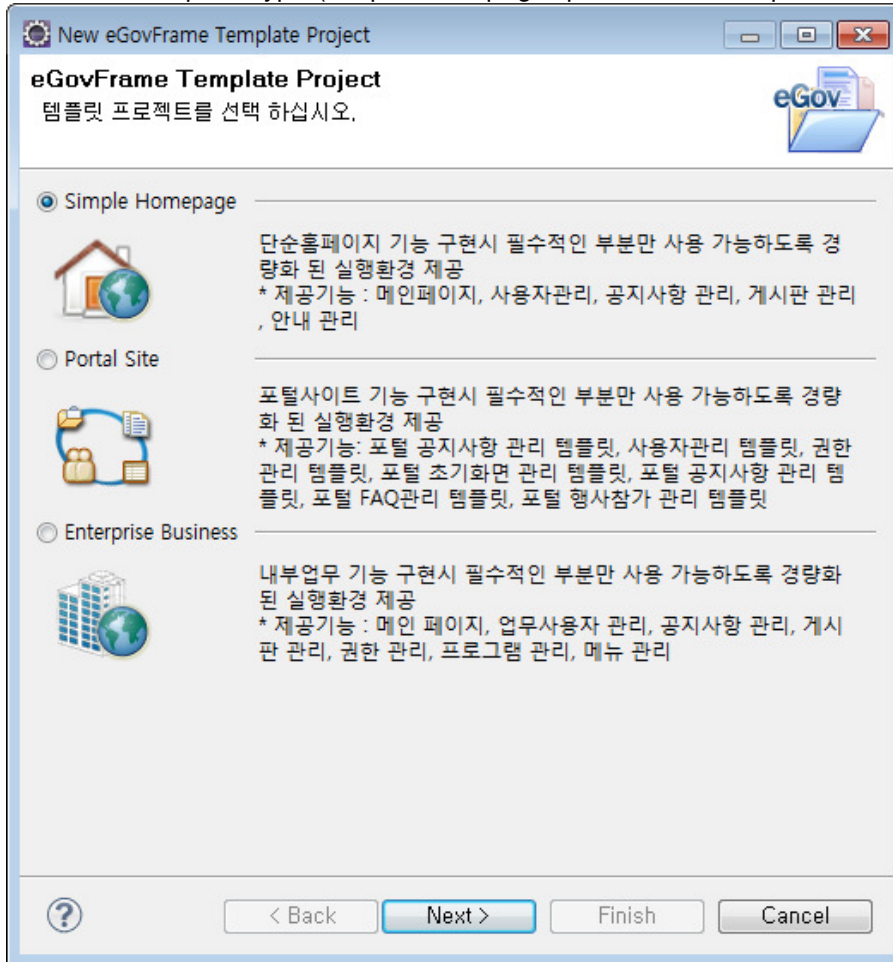 New eGovFrame Template Project
eGovFrame Template Project
템플릿 프로젝트를 선택 하십시오.
eGov
Simple Homepage
단순홈페이지 기능 구현시 필수적인 부분만 사용 가능하도록 경
량화 된 실행환경 제공
* 제공기능 : 메인페이지, 사용자관리, 공지사항 관리, 게시판 관리
, 안내 관리
Portal Site
포털사이트 기능 구현시 필수적인 부분만 사용 가능하도록 경량
화 된 실행환경 제공
* 제공기능: 포털 공지사항 관리 템플릿, 사용자관리 템플릿, 권한
관리 템플릿, 포털 초기화면 관리 템플릿, 포털 공지사항 관리 템
플릿, 포털 FAQ관리 템플릿, 포털 행사참가 관리 템플릿
Enterprise Business
내부업무 기능 구현시 필수적인 부분만 사용 가능하도록 경량화
된 실행환경 제공
* 제공기능 : 메인 페이지, 업무사용자 관리, 공지사항 관리, 게시
판 관리, 권한 관리, 프로그램 관리, 메뉴 관리
? < Back Next > Finish Cancel